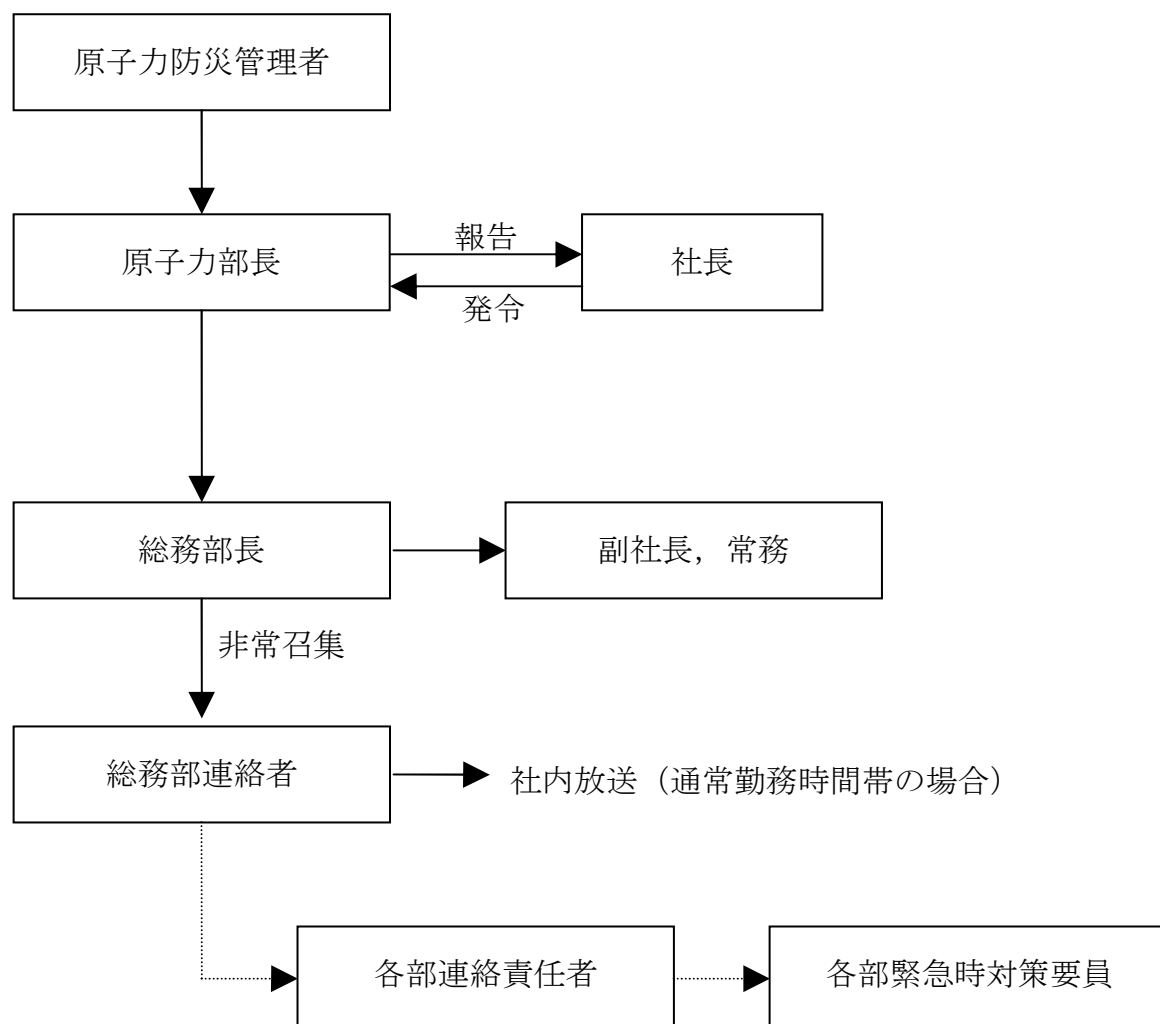 原子力防災管理者
原子力部長
報告
社長
発令
総務部長
副社長，常務
非常召集
総務部連絡者
社内放送（通常勤務時間帯の場合）
各部連絡責任者
各部緊急時対策要員